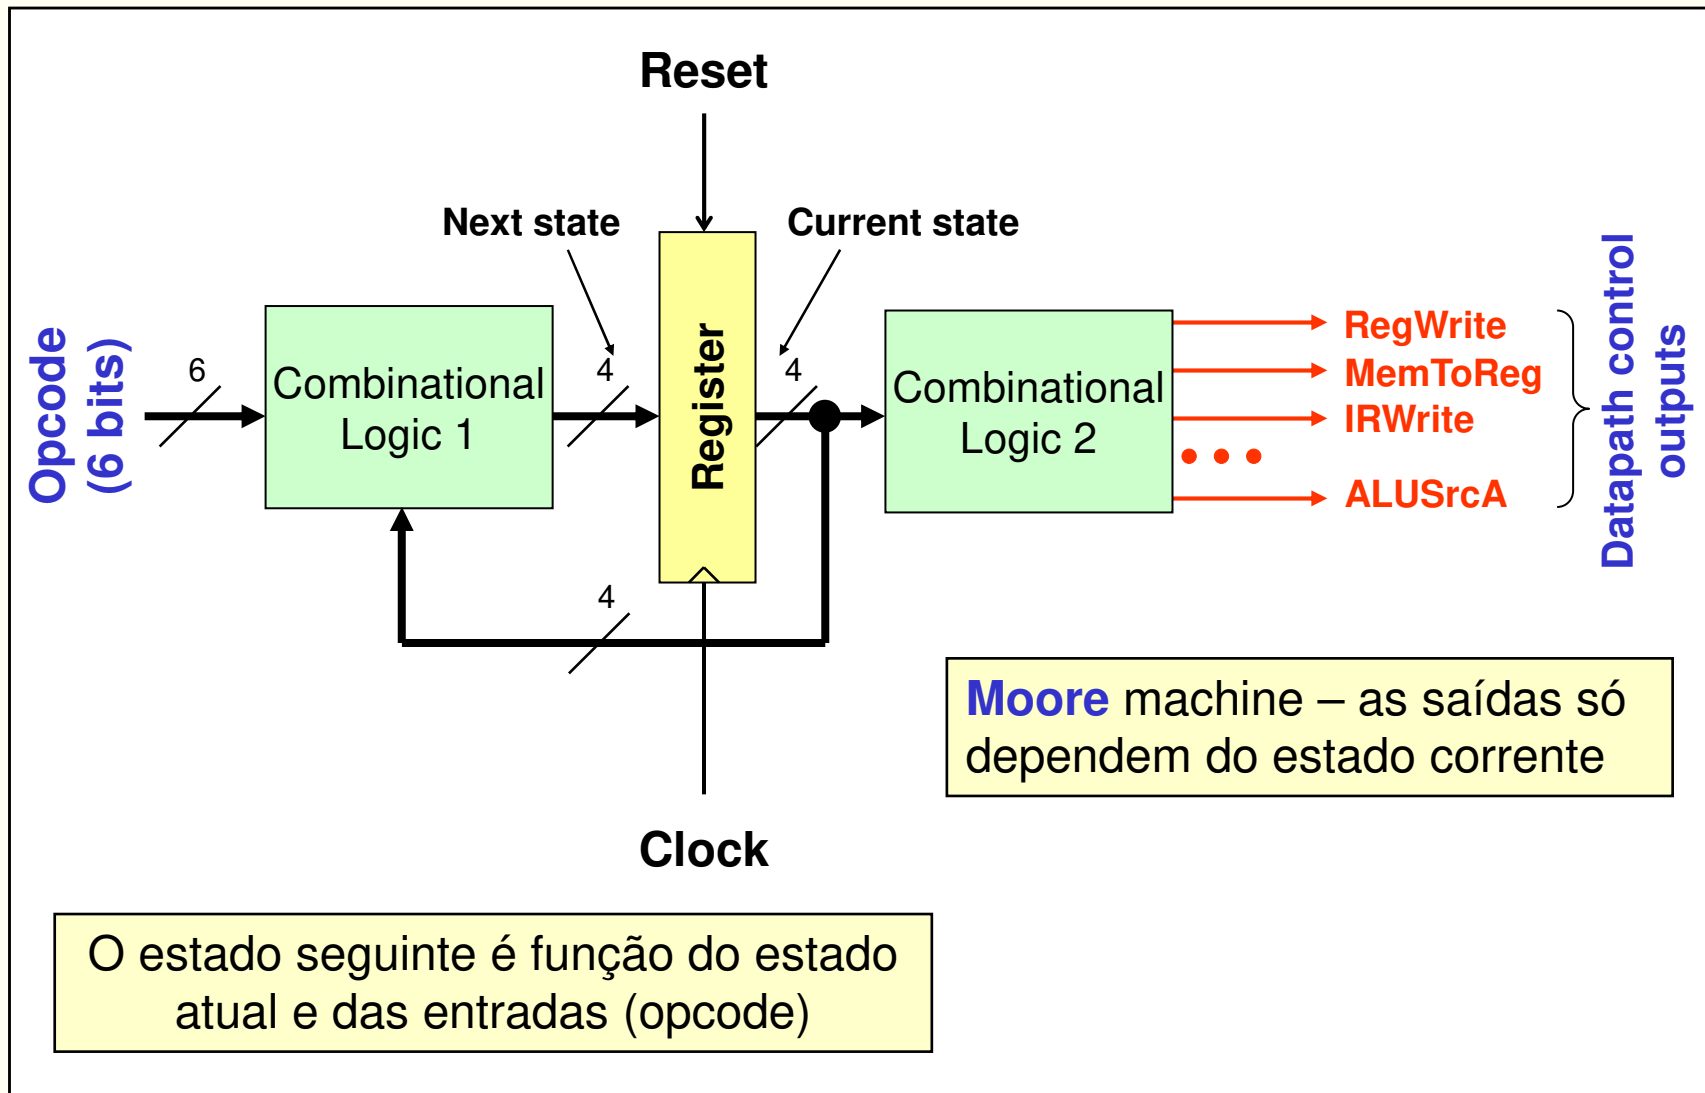 Reset
Next state
Current state
Opcode
(6 bits)
6
Combinational
Logic 1
4
Register
4
Combinational
Logic 2
RegWrite
MemToReg
IRWrite
• • •
ALUSrcA
Datapath control
outputs
4
Clock
Moore machine – as saídas só
dependem do estado corrente
O estado seguinte é função do estado
atual e das entradas (opcode)